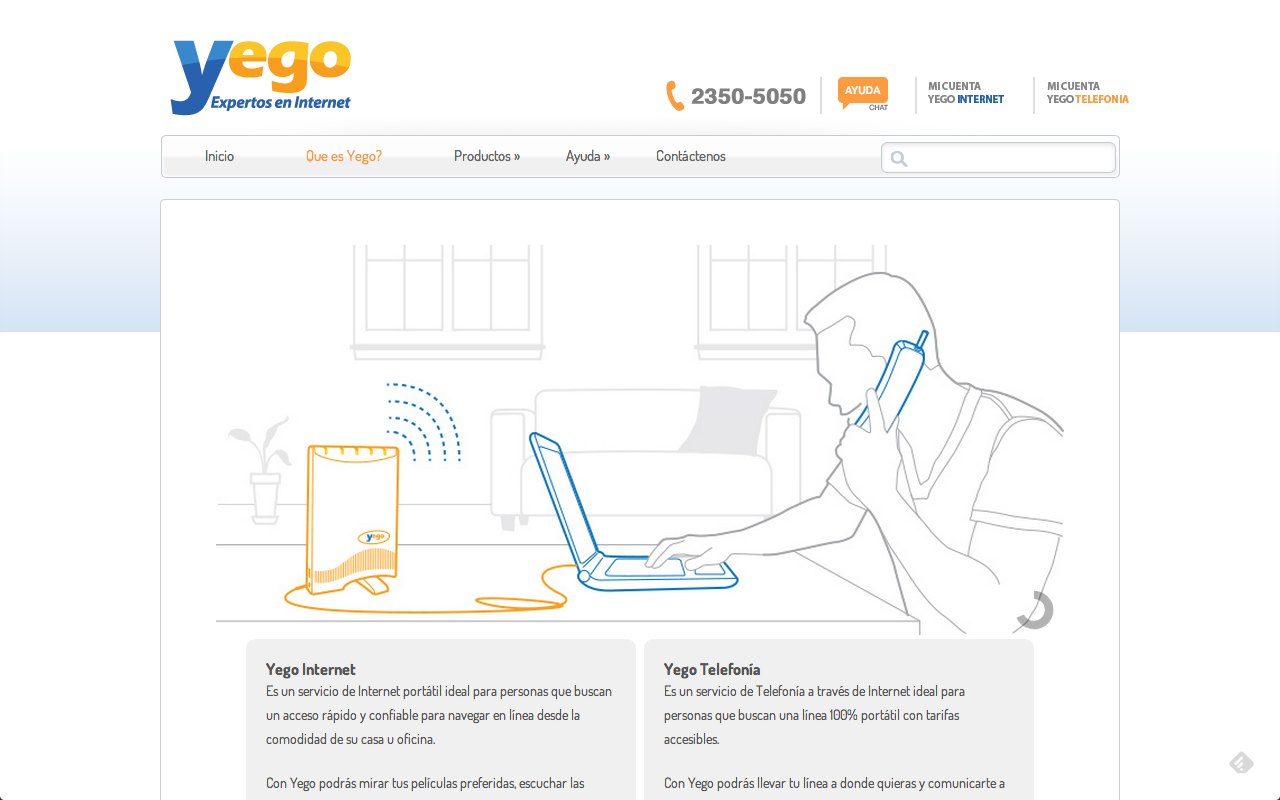 yego
Expertos en Internet
2350-5050
AYUDA
CHAT
MI CUENTA
YEGO INTERNET
MI CUENTA
YEGO TELEFONIA
Inicio
Que es Yego?
Productos »
Ayuda »
Contáctenos
yego
Yego Internet
Es un servicio de Internet portátil ideal para personas que buscan
un acceso rápido y confiable para navegar en línea desde la
comodidad de su casa u oficina.
Con Yego podrás mirar tus películas preferidas, escuchar las
Yego Telefonía
Es un servicio de Telefonía a través de Internet ideal para
personas que buscan una línea 100% portátil con tarifas
accesibles.
Con Yego podrás llevar tu línea a donde quieras y comunicarte a